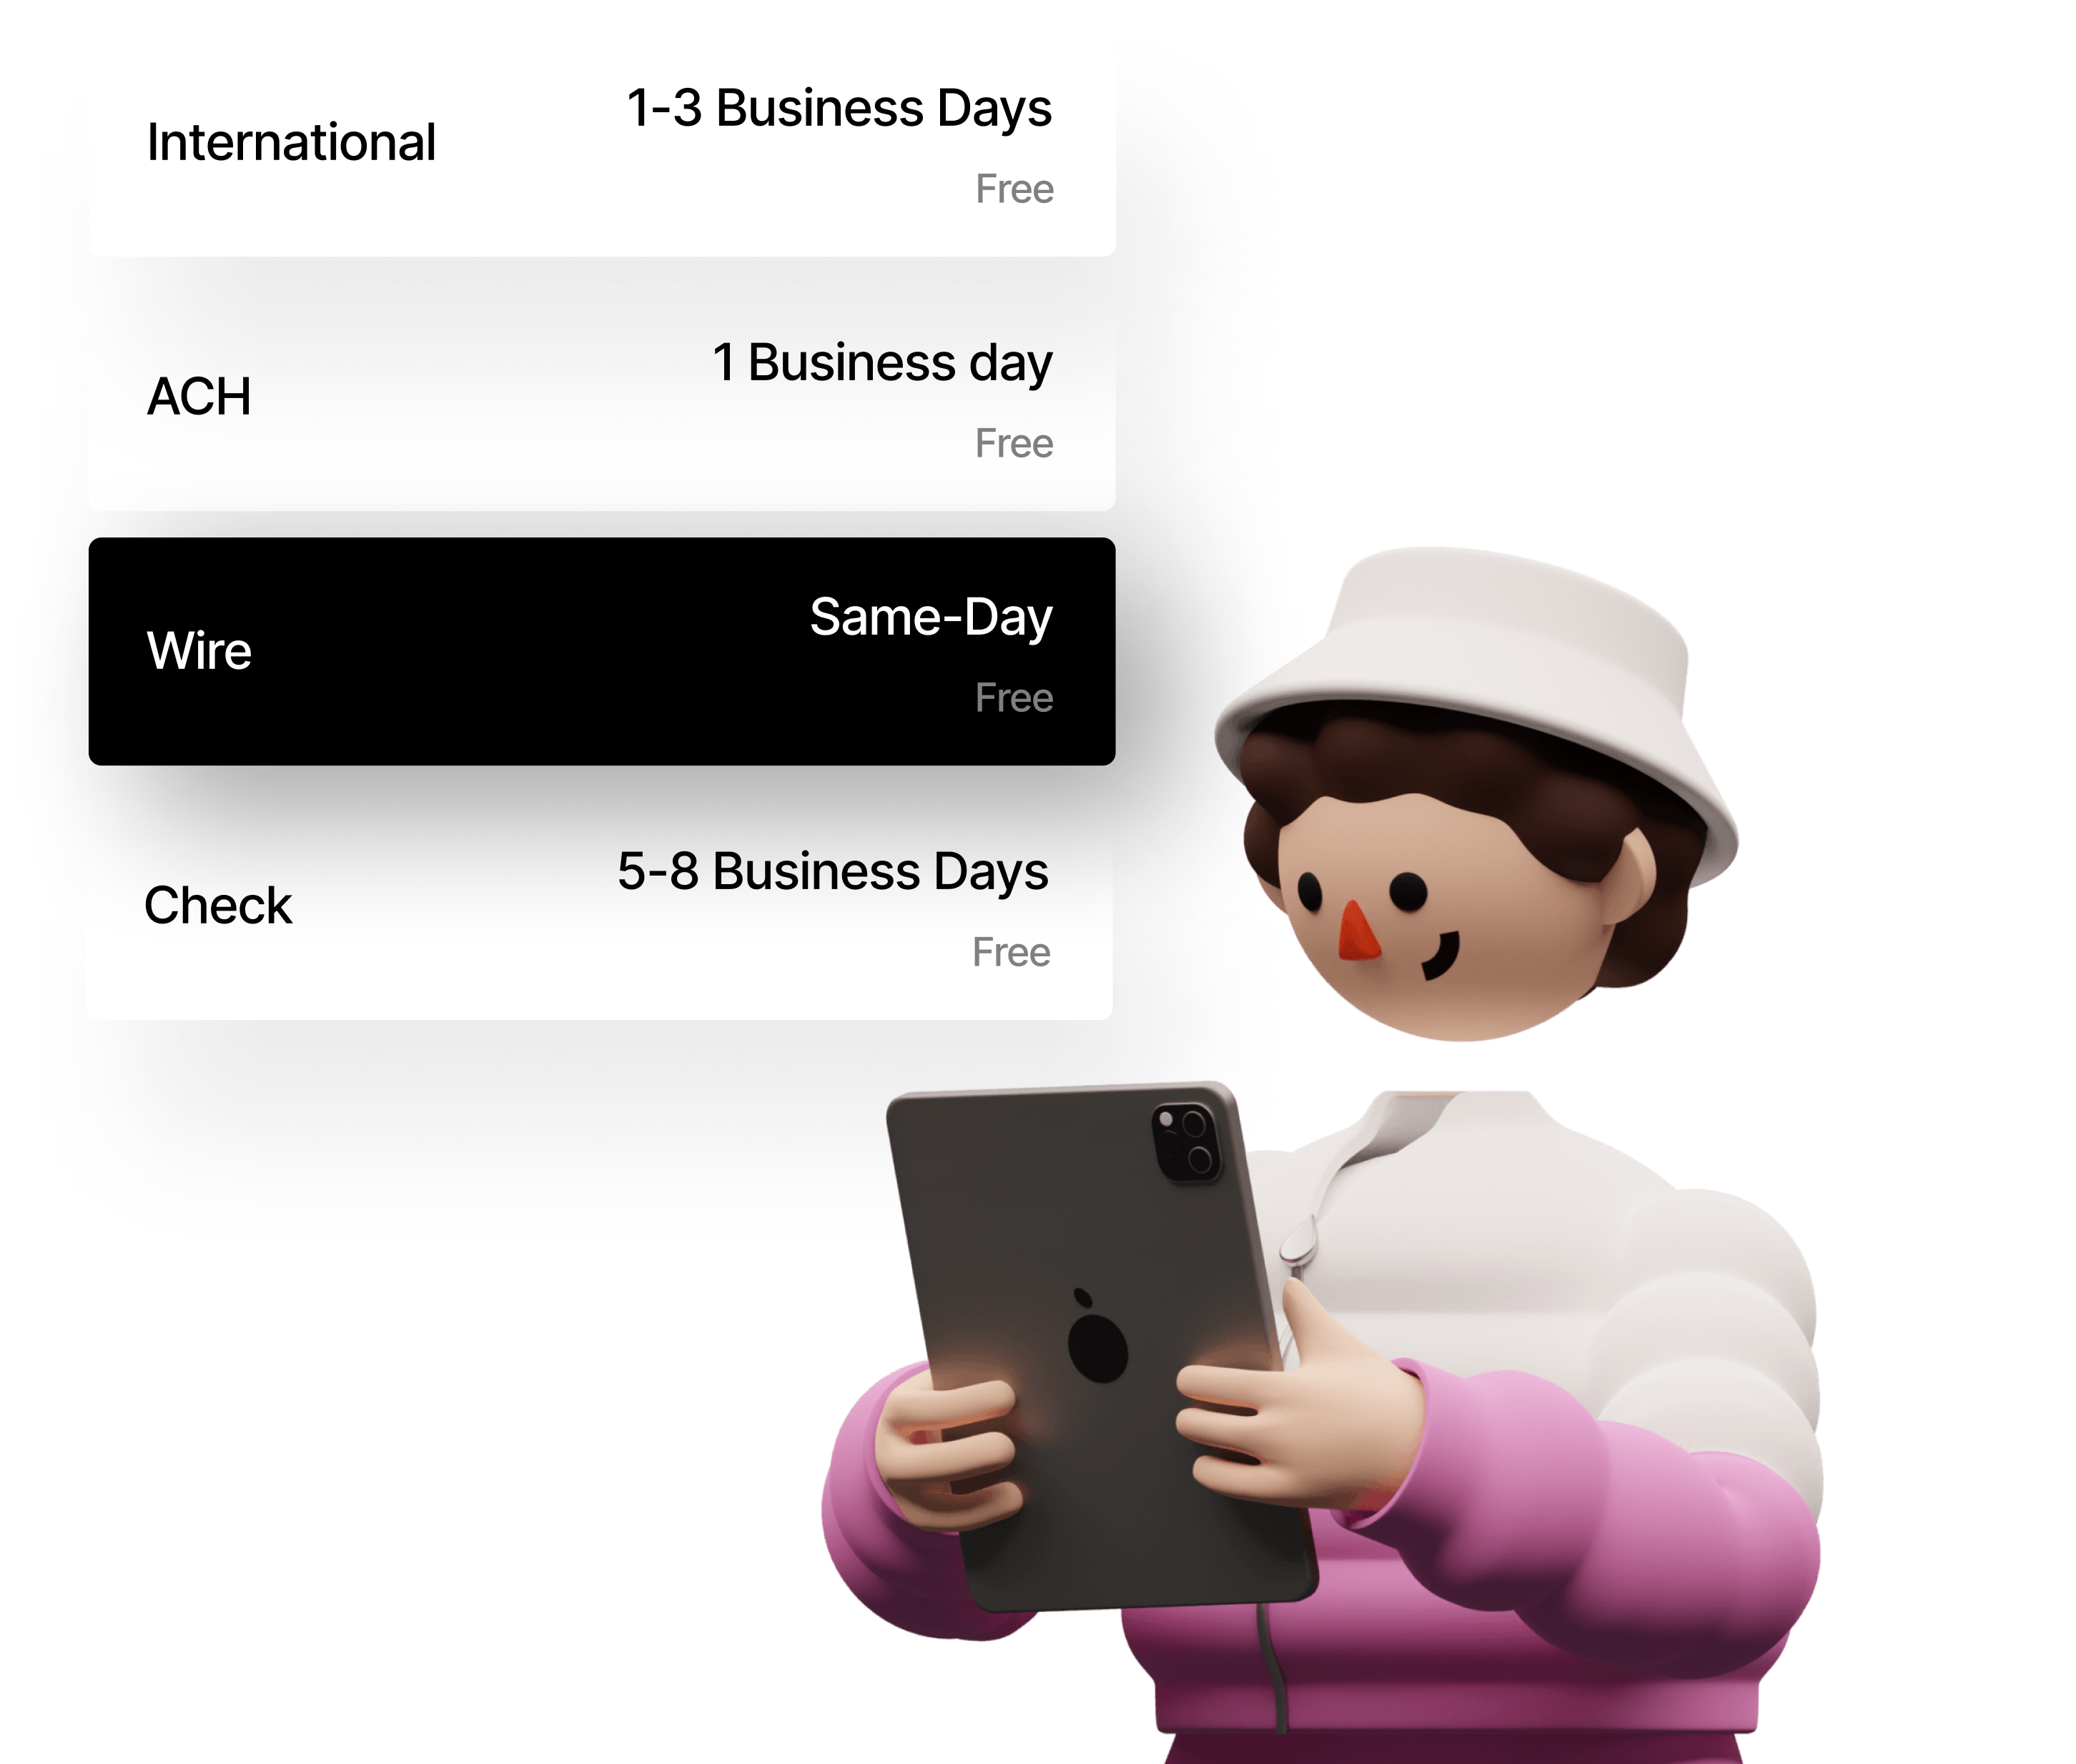 International
1-3 Business Days
Free
ACH
1 Business day
Free
Wire
Same-Day
Free
Check
5-8 Business Days
Free